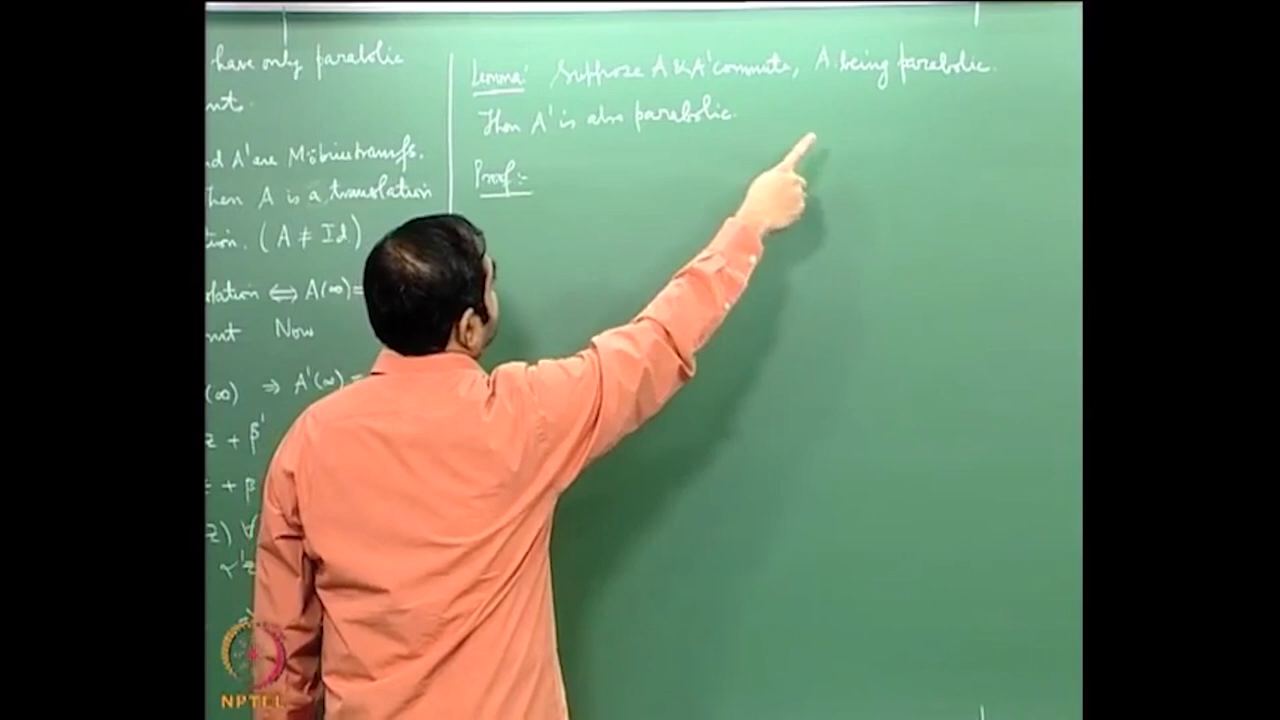 have only parabolic
nt.
nd A' are Möbius transfs.
hen A is a translation
tion. (A ≠ Id)
lation ⟺ A(∞)=
nt Now
(∞) ⇒ A'(∞) =
z + β'
+ β
z) ∀
α'z
Lemma: Suppose A & A' commute, A being parabolic.
Then A' is also parabolic.
Proof:-
NPTEL